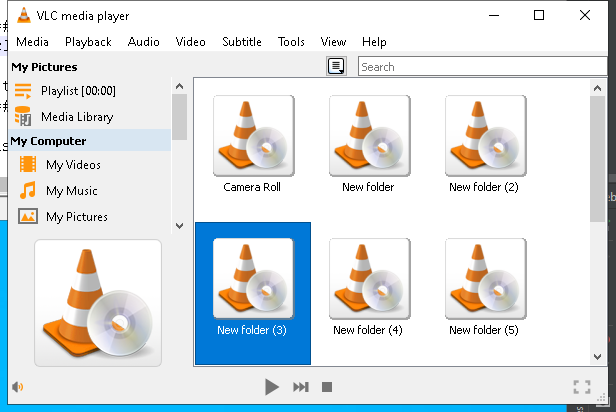 VLC media player
Media Playback Audio Video Subtitle Tools View Help
My Pictures
Search
Playlist [00:00]
Media Library
My Computer
My Videos
My Music
My Pictures
Camera Roll New folder New folder (2)
New folder (3) New folder (4) New folder (5)